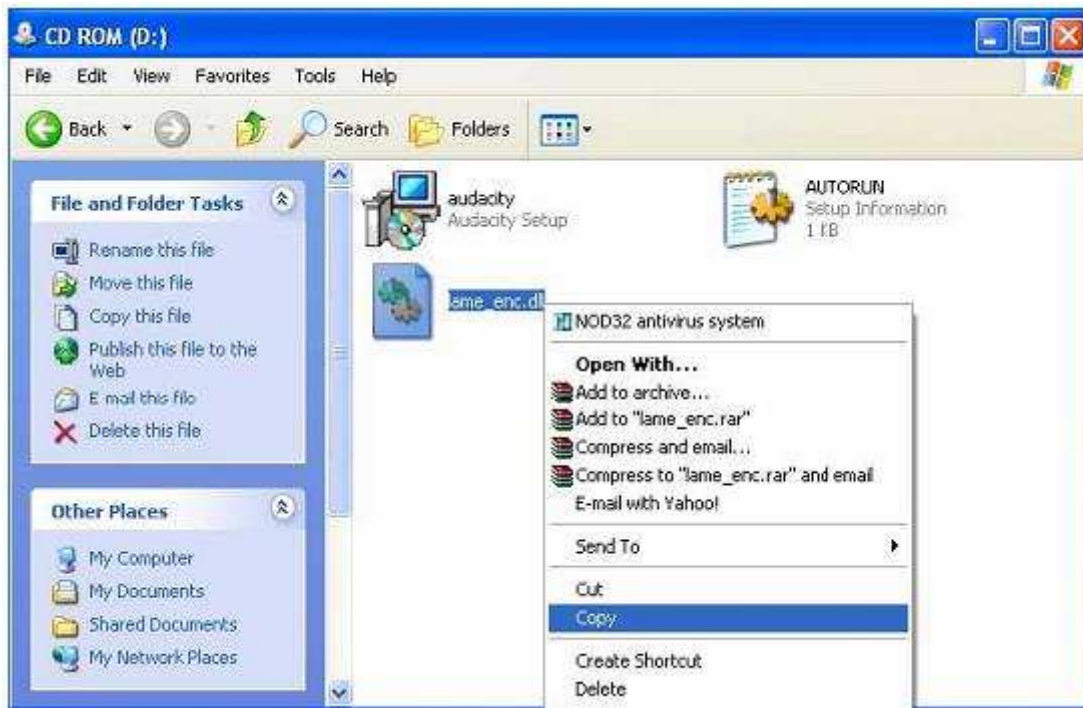 CD ROM (D:)
File Edit View Favorites Tools Help
Back Search Folders
File and Folder Tasks
Rename this file
Move this file
Copy this file
Publish this file to the
Web
E-mail this file
Delete this file
Other Places
My Computer
My Documents
Shared Documents
My Network Places
audacity
Audacity Setup
AUTORUN
Setup Information
1 KB
lame_enc.dl
NOD32 antivirus system
Open With...
Add to archive...
Add to "lame_enc.rar"
Compress and email...
Compress to "lame_enc.rar" and email
E-mail with Yahoo!
Send To
Cut
Copy
Create Shortcut
Delete